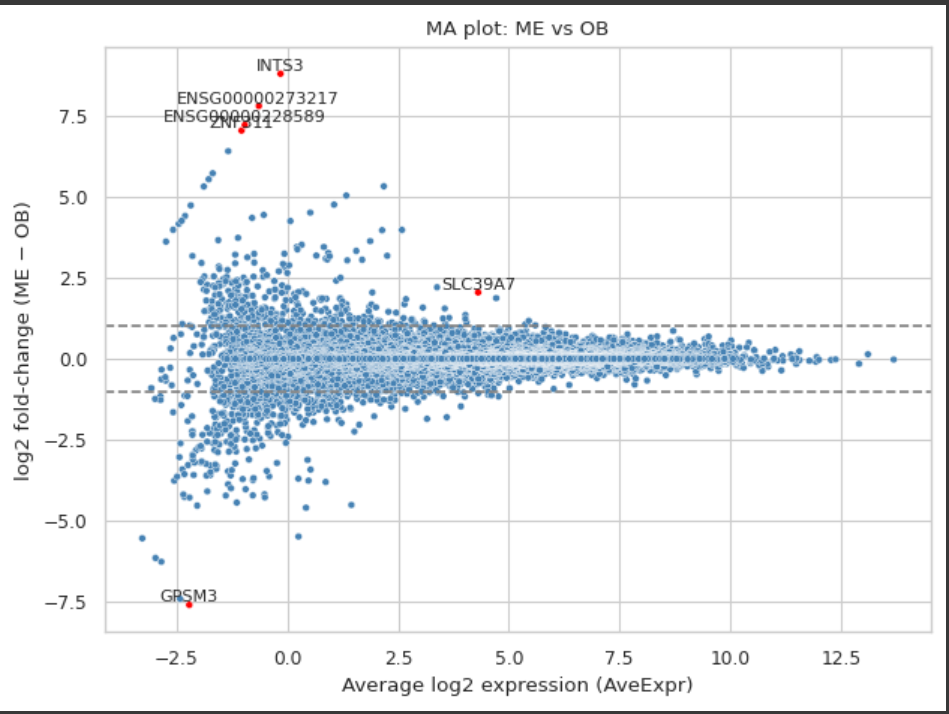 MA plot: ME vs OB
INTS3
ENSG00000273217
ENSG00000228589
ZNF311
SLC39A7
GPSM3
7.5
5.0
2.5
0.0
−2.5
−5.0
−7.5
log2 fold-change (ME − OB)
−2.5
0.0
2.5
5.0
7.5
10.0
12.5
Average log2 expression (AveExpr)